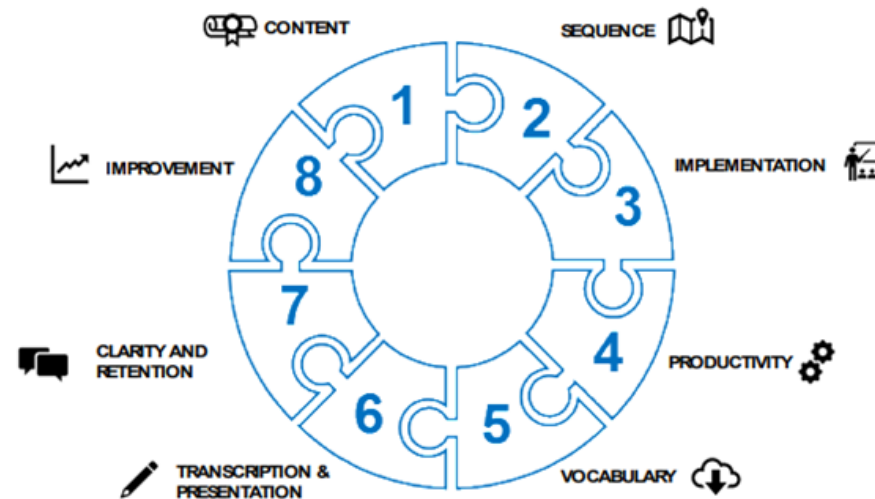 CONTENT
SEQUENCE
1
2
IMPROVEMENT
IMPLEMENTATION
8
3
7
4
CLARITY AND
RETENTION
PRODUCTIVITY
6
5
TRANSCRIPTION &
PRESENTATION
VOCABULARY